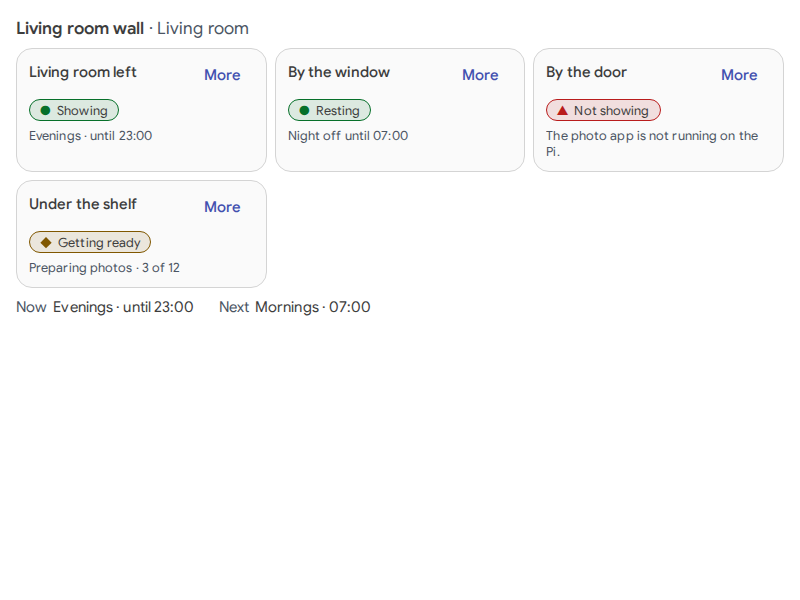 Living room wall · Living room
Living room left More
Showing
Evenings · until 23:00
By the window More
Resting
Night off until 07:00
By the door More
Not showing
The photo app is not running on the
Pi.
Under the shelf More
Getting ready
Preparing photos · 3 of 12
Now Evenings · until 23:00 Next Mornings · 07:00